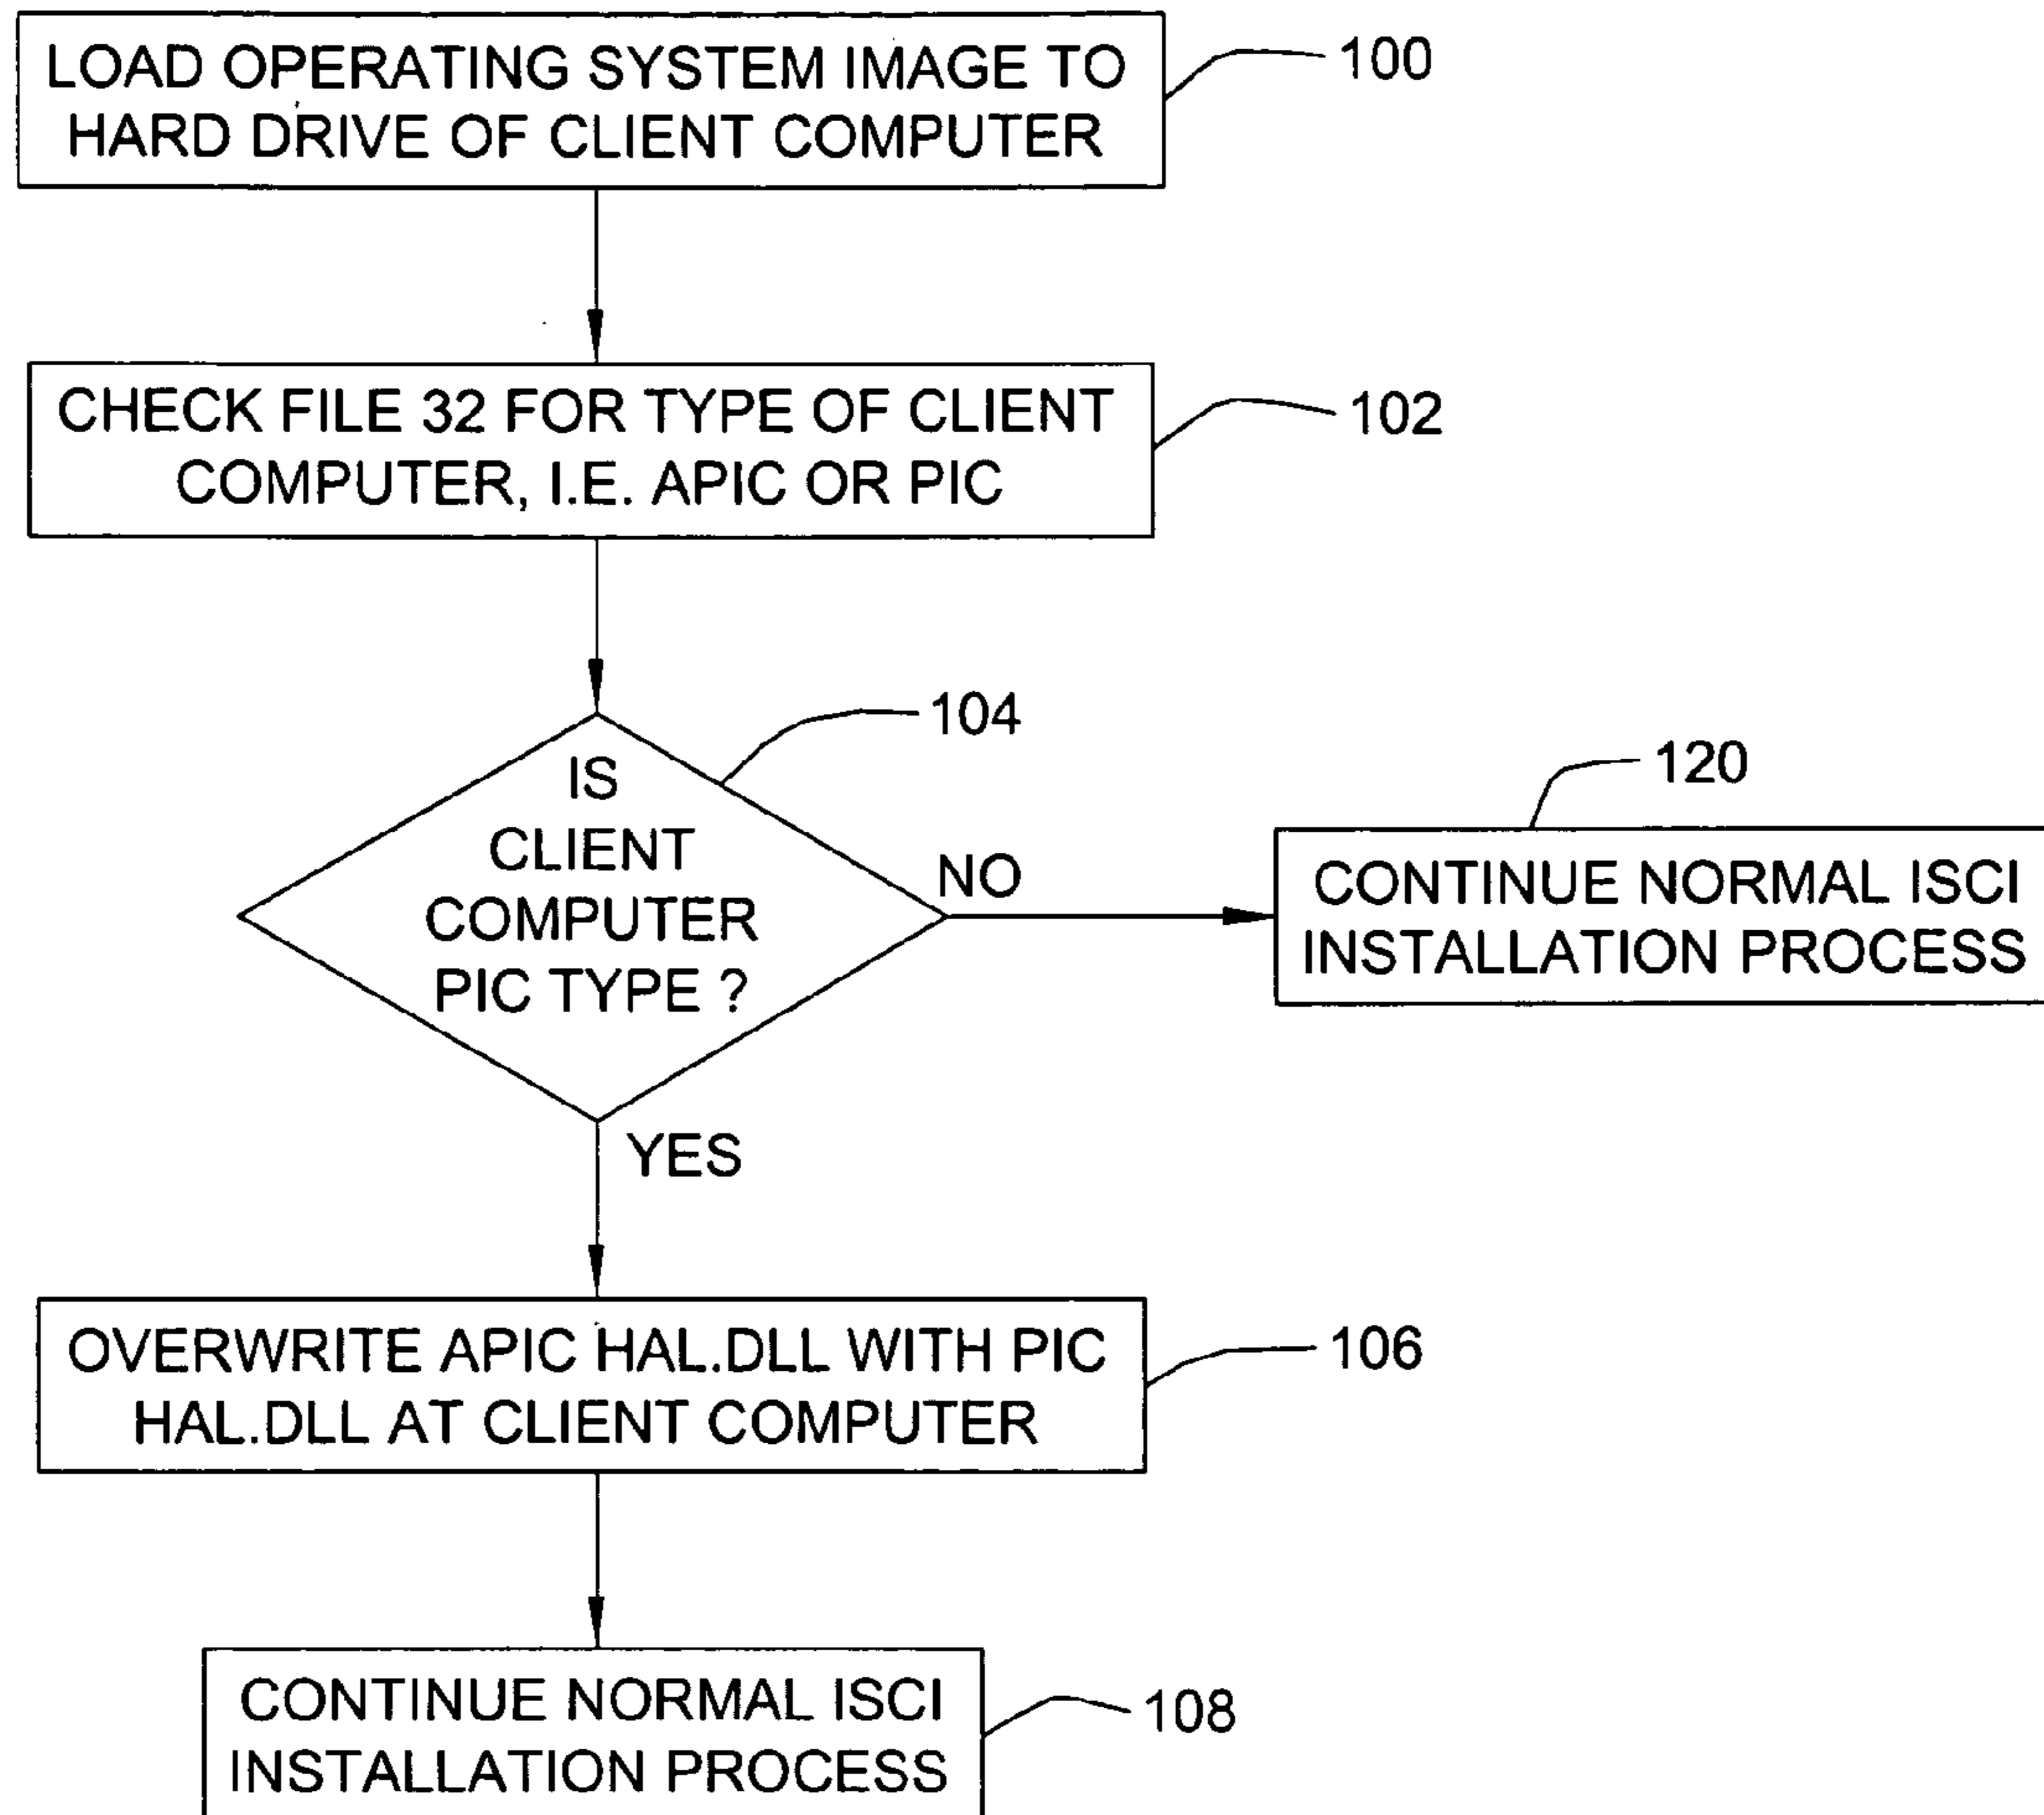 LOAD OPERATING SYSTEM IMAGE TO
HARD DRIVE OF CLIENT COMPUTER
100
CHECK FILE 32 FOR TYPE OF CLIENT
COMPUTER, I.E. APIC OR PIC
102
104
IS
CLIENT
COMPUTER
PIC TYPE ?
NO
120
CONTINUE NORMAL ISCI
INSTALLATION PROCESS
YES
OVERWRITE APIC HAL.DLL WITH PIC
HAL.DLL AT CLIENT COMPUTER
106
CONTINUE NORMAL ISCI
INSTALLATION PROCESS
108